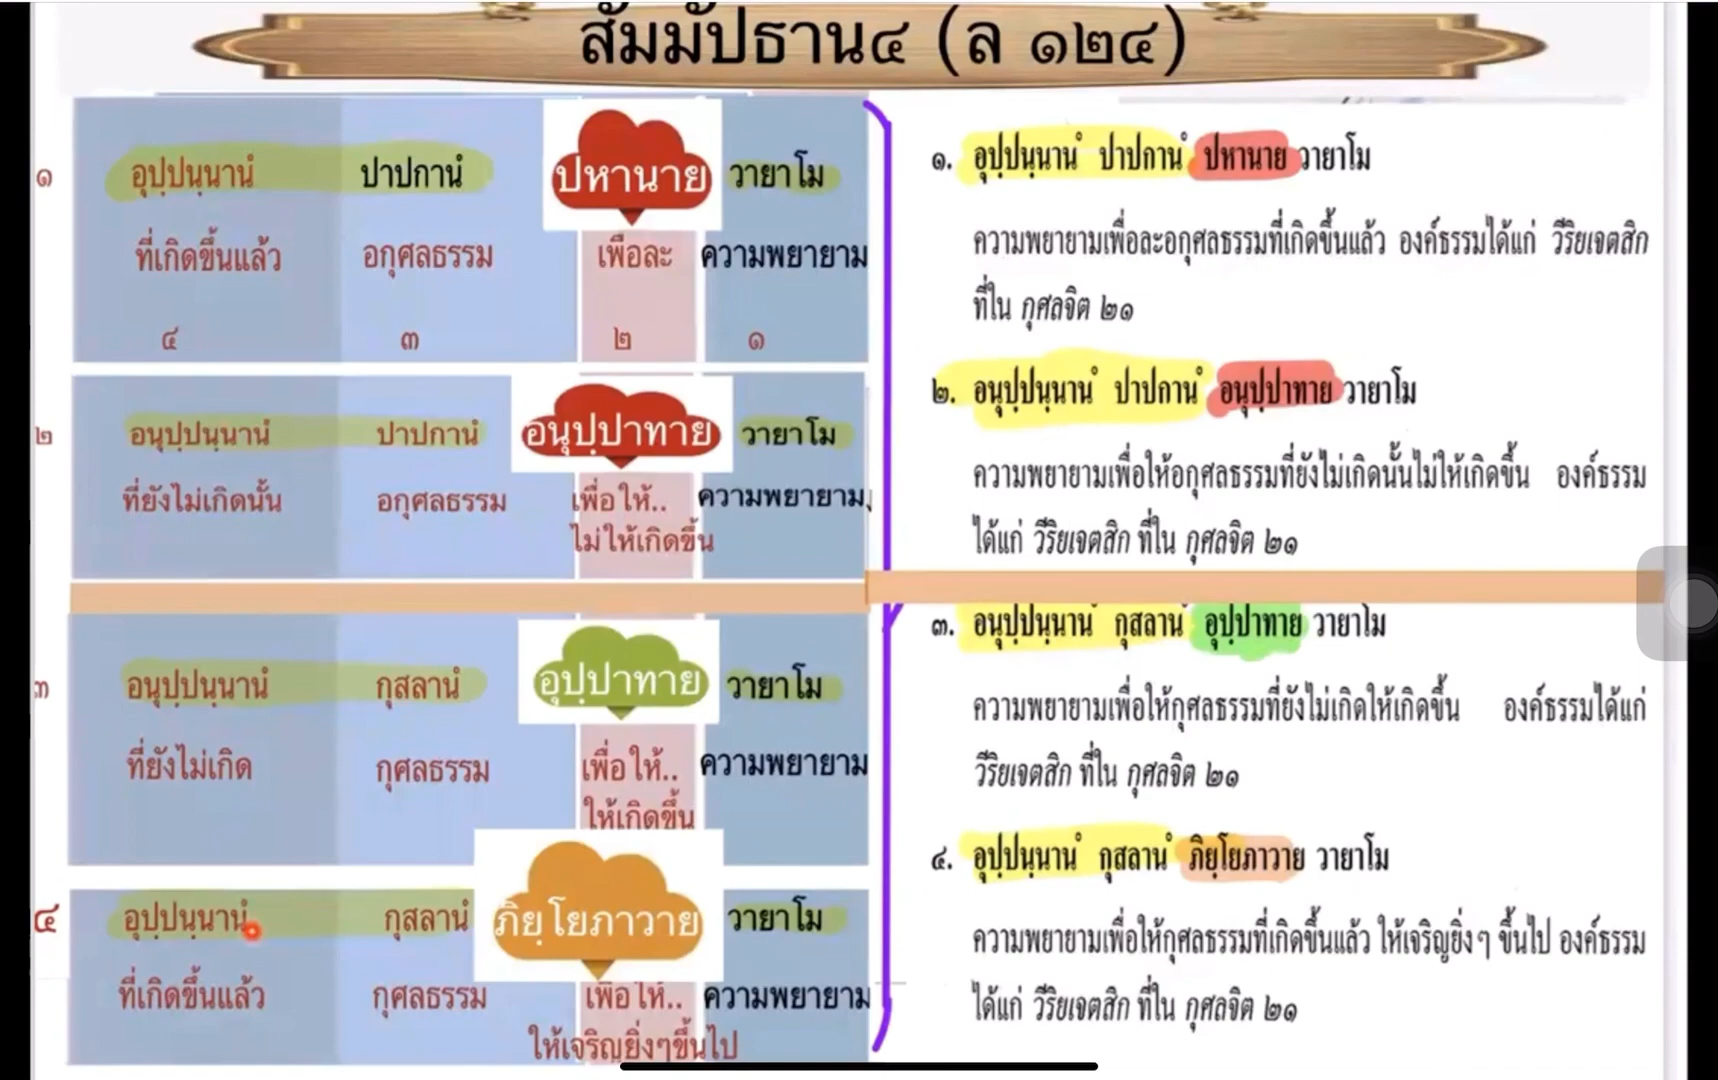 สัมมัปธาน๔ (ล ๑๒๔)
๑ อุปฺปนฺนานํ ปาปกานํ ปหานาย วายาโม
ที่เกิดขึ้นแล้ว อกุศลธรรม เพื่อละ ความพยายาม
๔ ๓ ๒ ๑
๒ อนุปฺปนฺนานํ ปาปกานํ อนุปฺปาทาย วายาโม
ที่ยังไม่เกิดนั้น อกุศลธรรม เพื่อให้.. ความพยายาม
ไม่ให้เกิดขึ้น
๓ อนุปฺปนฺนานํ กุสลานํ อุปฺปาทาย วายาโม
ที่ยังไม่เกิด กุศลธรรม เพื่อให้.. ความพยายาม
ให้เกิดขึ้น
๔ อุปฺปนฺนานํ กุสลานํ ภิยฺโยภาวาย วายาโม
ที่เกิดขึ้นแล้ว กุศลธรรม เพื่อให้.. ความพยายาม
ให้เจริญยิ่งๆขึ้นไป
๑. อุปฺปนฺนานํ ปาปกานํ ปหานาย วายาโม
ความพยายามเพื่อละอกุศลธรรมที่เกิดขึ้นแล้ว องค์ธรรมได้แก่ วีริยเจตสิก
ที่ใน กุศลจิต ๒๑
๒. อนุปฺปนฺนานํ ปาปกานํ อนุปฺปาทาย วายาโม
ความพยายามเพื่อให้อกุศลธรรมที่ยังไม่เกิดนั้นไม่ให้เกิดขึ้น องค์ธรรม
ได้แก่ วีริยเจตสิก ที่ใน กุศลจิต ๒๑
๓. อนุปฺปนฺนานํ กุสลานํ อุปฺปาทาย วายาโม
ความพยายามเพื่อให้กุศลธรรมที่ยังไม่เกิดให้เกิดขึ้น องค์ธรรมได้แก่
วีริยเจตสิก ที่ใน กุศลจิต ๒๑
๔. อุปฺปนฺนานํ กุสลานํ ภิยฺโยภาวาย วายาโม
ความพยายามเพื่อให้กุศลธรรมที่เกิดขึ้นแล้ว ให้เจริญยิ่งๆ ขึ้นไป องค์ธรรม
ได้แก่ วีริยเจตสิก ที่ใน กุศลจิต ๒๑